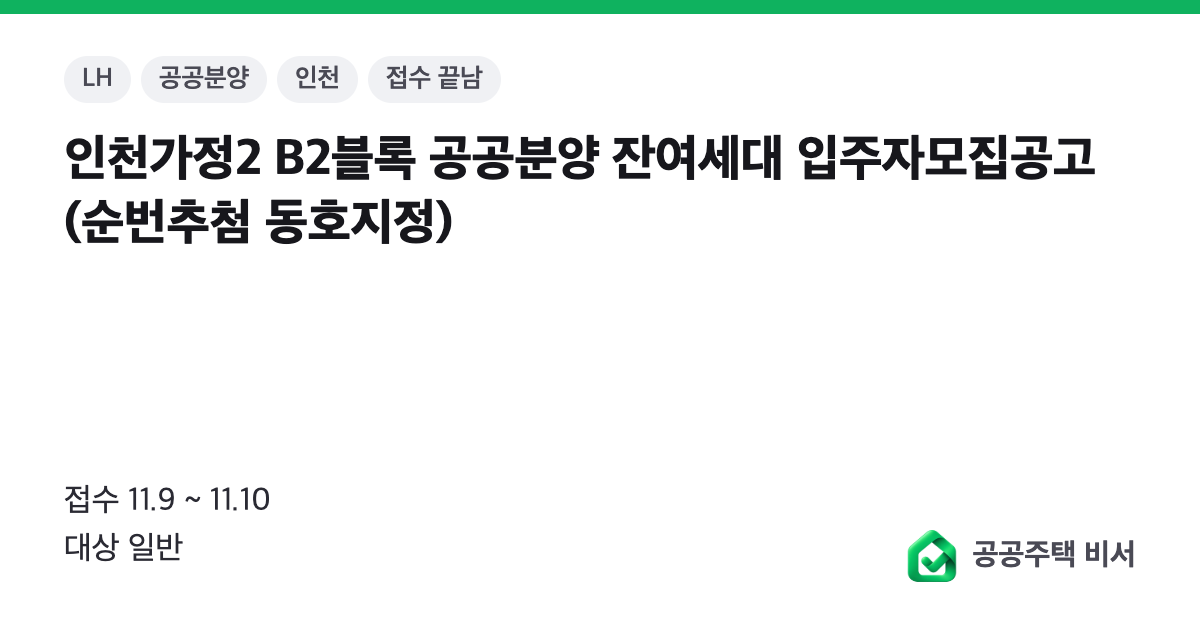 LH 공공분양 인천 접수 끝남
인천가정2 B2블록 공공분양 잔여세대 입주자모집공고
(순번추첨 동호지정)
접수 11.9 ~ 11.10
대상 일반
공공주택 비서